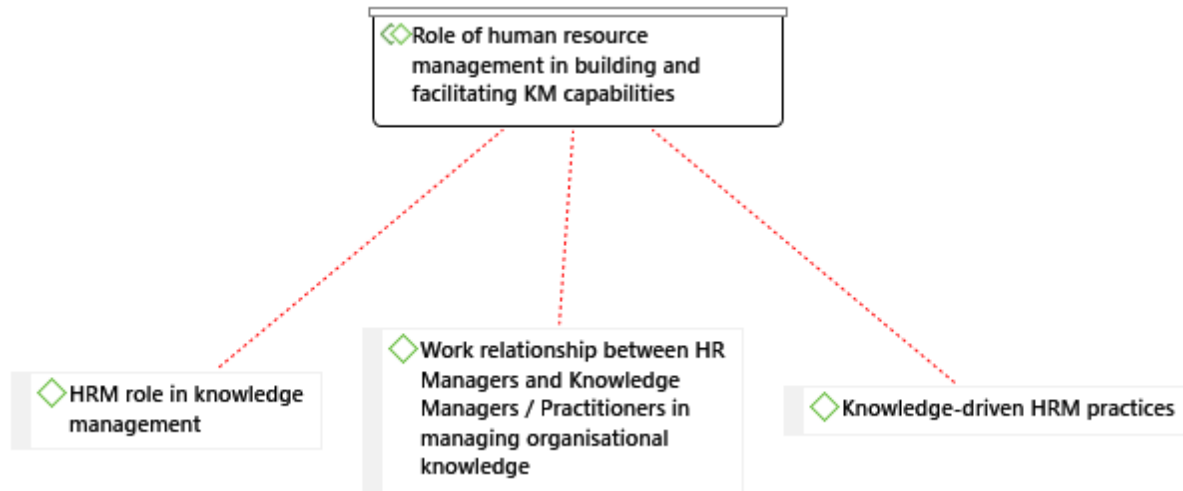 Role of human resource
management in building and
facilitating KM capabilities
HRM role in knowledge
management
Work relationship between HR
Managers and Knowledge
Managers / Practitioners in
managing organisational
knowledge
Knowledge-driven HRM practices